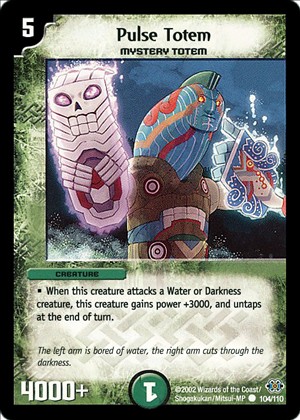 5
Pulse Totem
MYSTERY TOTEM
CREATURE
▪ When this creature attacks a Water or Darkness
creature, this creature gains power +3000, and untaps
at the end of turn.
The left arm is bored of water, the right arm cuts through the
darkness.
4000+
1
©2002 Wizards of the Coast/
Shogakukan/Mitsui-MP ● 104/110